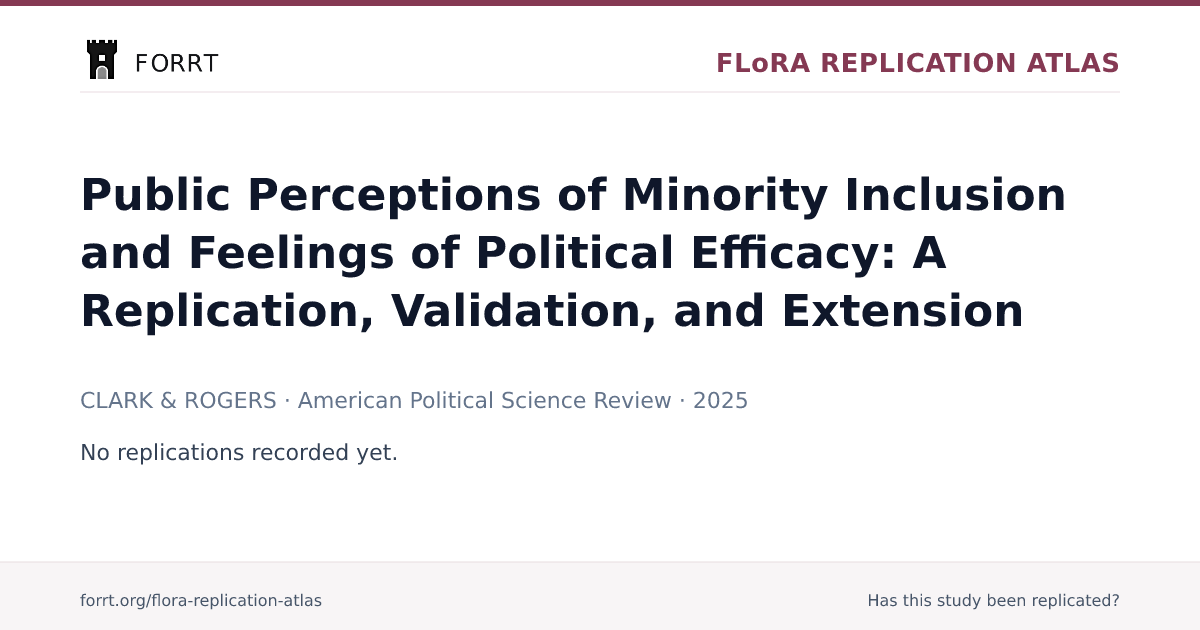 FORRT
FLoRA REPLICATION ATLAS
Public Perceptions of Minority Inclusion
and Feelings of Political Efficacy: A
Replication, Validation, and Extension
CLARK & ROGERS · American Political Science Review · 2025
No replications recorded yet.
forrt.org/flora-replication-atlas
Has this study been replicated?